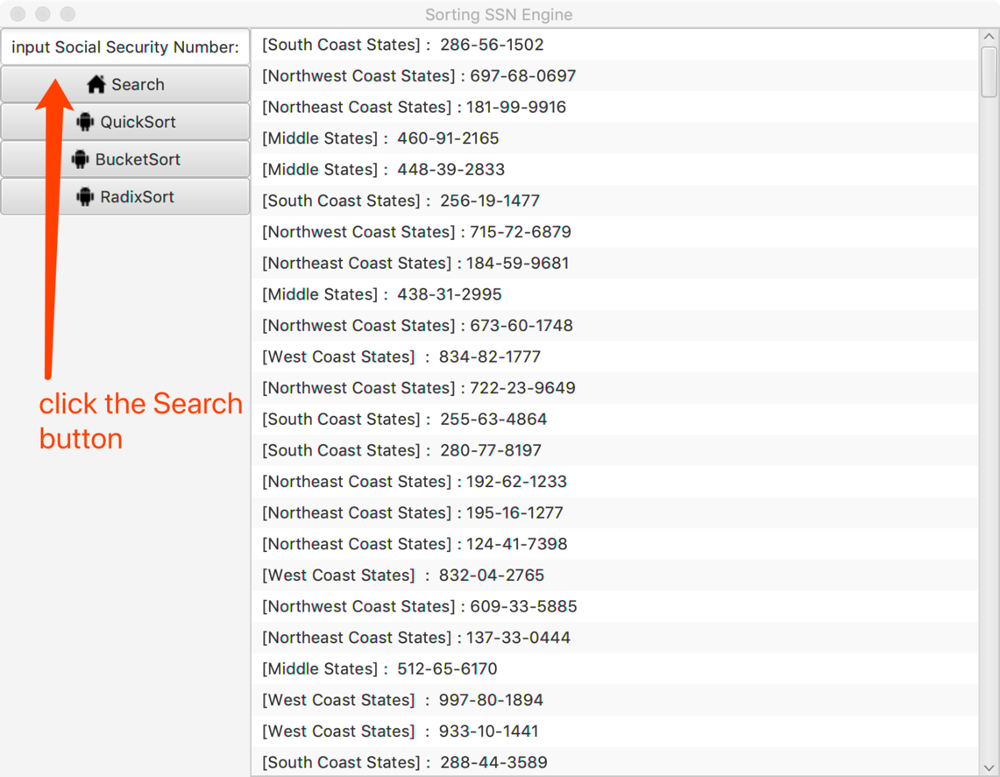 Sorting SSN Engine
input Social Security Number:
Search
QuickSort
BucketSort
RadixSort
click the Search
button
[South Coast States] : 286-56-1502
[Northwest Coast States] : 697-68-0697
[Northeast Coast States] : 181-99-9916
[Middle States] : 460-91-2165
[Middle States] : 448-39-2833
[South Coast States] : 256-19-1477
[Northwest Coast States] : 715-72-6879
[Northeast Coast States] : 184-59-9681
[Middle States] : 438-31-2995
[Northwest Coast States] : 673-60-1748
[West Coast States] : 834-82-1777
[Northwest Coast States] : 722-23-9649
[South Coast States] : 255-63-4864
[South Coast States] : 280-77-8197
[Northeast Coast States] : 192-62-1233
[Northeast Coast States] : 195-16-1277
[Northeast Coast States] : 124-41-7398
[West Coast States] : 832-04-2765
[Northwest Coast States] : 609-33-5885
[Northeast Coast States] : 137-33-0444
[Middle States] : 512-65-6170
[West Coast States] : 997-80-1894
[West Coast States] : 933-10-1441
[South Coast States] : 288-44-3589